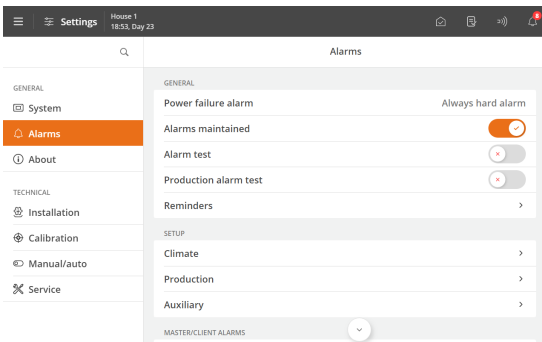 Settings
House 1
18:53, Day 23
Alarms
GENERAL
System
Alarms
About
TECHNICAL
Installation
Calibration
Manual/auto
Service
GENERAL
Power failure alarm Always hard alarm
Alarms maintained
Alarm test
Production alarm test
Reminders
SETUP
Climate
Production
Auxiliary
MASTER/CLIENT ALARMS